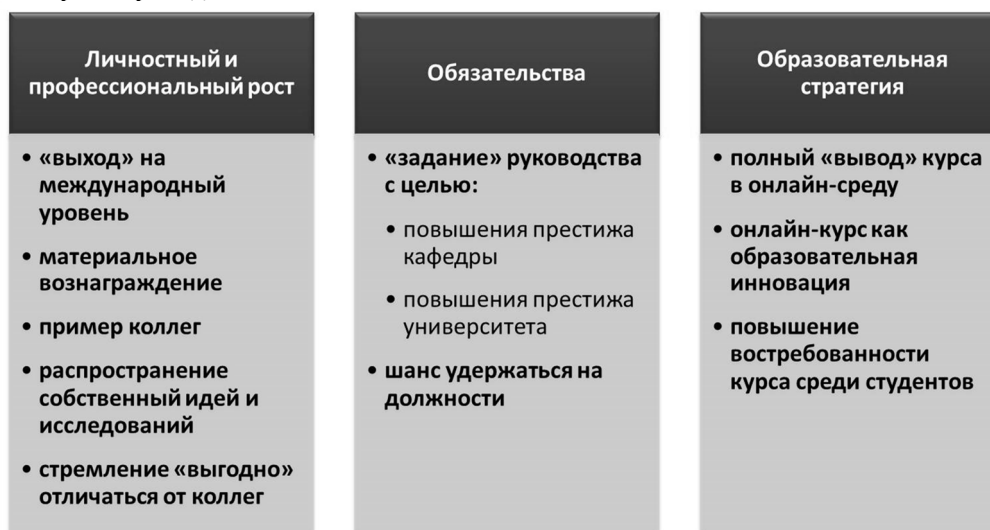 Личностный и
профессиональный рост
• «выход» на
международный
уровень
• материальное
вознаграждение
• пример коллег
• распространение
собственный идей и
исследований
• стремление «выгодно»
отличаться от коллег
Обязательства
• «задание» руководства
с целью:
• повышения престижа
кафедры
• повышения престижа
университета
• шанс удержаться на
должности
Образовательная
стратегия
• полный «вывод» курса
в онлайн-среду
• онлайн-курс как
образовательная
инновация
• повышение
востребованности
курса среди студентов